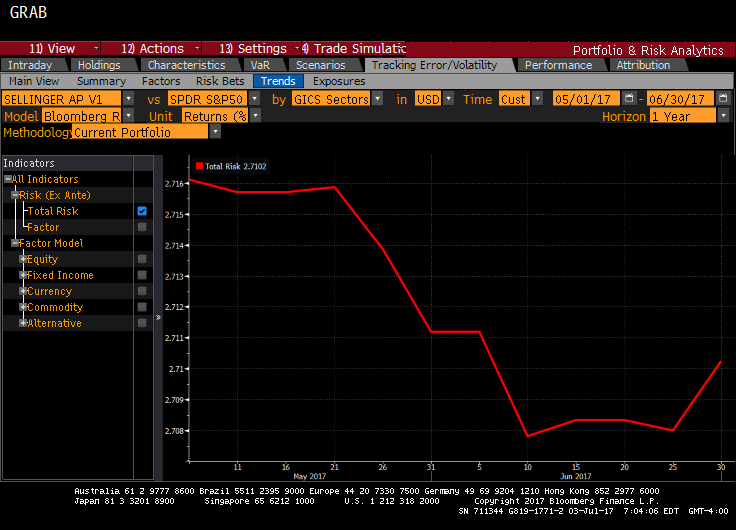 GRAB
11) View 12) Actions 13) Settings 4) Trade Simulatic Portfolio & Risk Analytics
Intraday Holdings Characteristics VaR Scenarios Tracking Error/Volatility Performance Attribution
Main View Summary Factors Risk Bets Trends Exposures
SELLINGER AP V1 vs SPDR S&P50 by GICS Sectors in USD Time Cust 05/01/17 - 06/30/17
Model Bloomberg R Unit Returns (% Horizon 1 Year
Methodology Current Portfolio
Indicators
All Indicators
Risk (Ex Ante)
Total Risk
Factor
Factor Model
Equity
Fixed Income
Currency
Commodity
Alternative
»
Total Risk 2.7102
2.716
2.715
2.714
2.713
2.712
2.711
2.71
2.709
2.708
11 16 21 26 31 5 10 15 20 25 30
May 2017 Jun 2017
Australia 61 2 9777 8600 Brazil 5511 2395 9000 Europe 44 20 7330 7500 Germany 49 69 9204 1210 Hong Kong 852 2977 6000
Japan 81 3 3201 8900 Singapore 65 6212 1000 U.S. 1 212 318 2000 Copyright 2017 Bloomberg Finance L.P.
SN 711344 G819-1771-2 03-Jul-17 7:04:06 EDT GMT-4:00